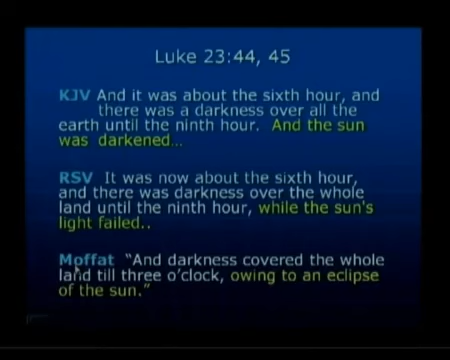 Luke 23:44, 45
KJV And it was about the sixth hour, and
there was a darkness over all the
earth until the ninth hour. And the sun
was darkened...
RSV It was now about the sixth hour,
and there was darkness over the whole
land until the ninth hour, while the sun's
light failed..
Moffat "And darkness covered the whole
land till three o'clock, owing to an eclipse
of the sun."